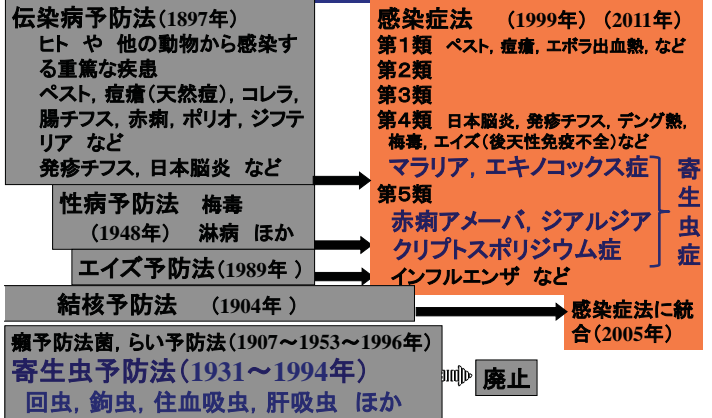 伝染病予防法(1897年)
ヒト や 他の動物から感染す
る重篤な疾患
ペスト, 痘瘡(天然痘), コレラ,
腸チフス, 赤痢, ポリオ, ジフテ
リア など
発疹チフス, 日本脳炎 など
性病予防法 梅毒
(1948年) 淋病 ほか
エイズ予防法(1989年)
結核予防法 (1904年)
癩予防法菌, らい予防法(1907～1953～1996年)
寄生虫予防法(1931～1994年)
回虫, 鉤虫, 住血吸虫, 肝吸虫 ほか
廃止
感染症法 (1999年) (2011年)
第1類 ペスト, 痘瘡, エボラ出血熱, など
第2類
第3類
第4類 日本脳炎, 発疹チフス, デング熱,
梅毒, エイズ(後天性免疫不全)など
マラリア, エキノコックス症
第5類
赤痢アメーバ, ジアルジア
クリプトスポリジウム症
インフルエンザ など
寄生虫症
感染症法に統
合(2005年)